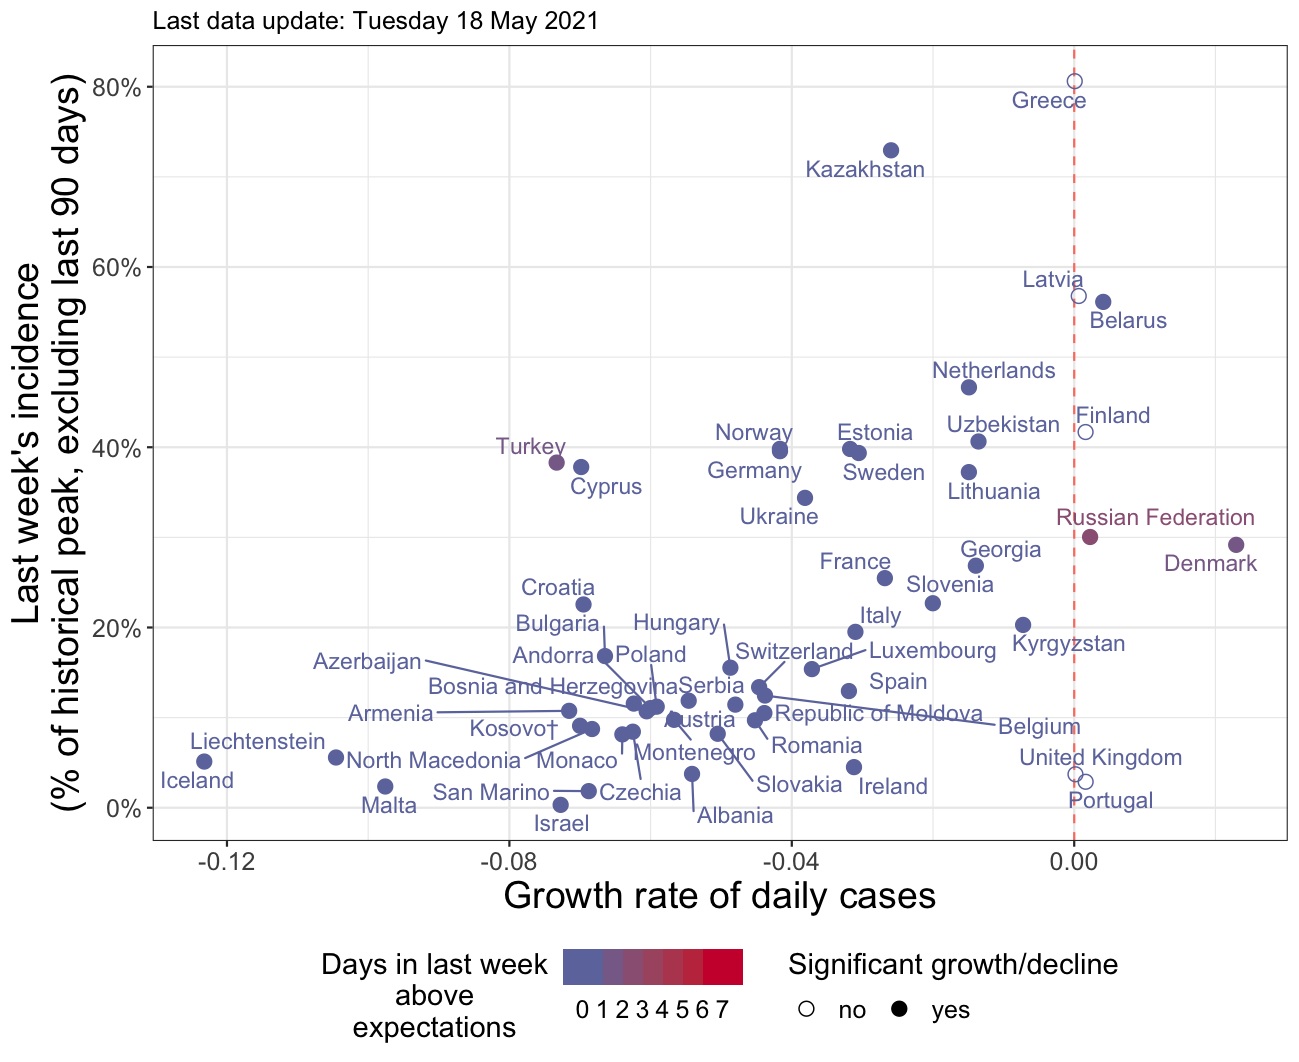 Last data update: Tuesday 18 May 2021
Last week's incidence
(% of historical peak, excluding last 90 days)
80%
60%
40%
20%
0%
Greece
Kazakhstan
Latvia
Belarus
Netherlands
Finland
Uzbekistan
Norway
Estonia
Turkey
Germany
Sweden
Cyprus
Lithuania
Ukraine
Russian Federation
Georgia
Denmark
France
Slovenia
Croatia
Italy
Bulgaria
Hungary
Kyrgyzstan
Switzerland
Luxembourg
Andorra
Poland
Azerbaijan
Spain
Bosnia and Herzegovina
Serbia
Armenia
Republic of Moldova
Austria
Belgium
Kosovo†
Liechtenstein
Romania
Montenegro
North Macedonia
Monaco
United Kingdom
Iceland
Slovakia
Ireland
San Marino
Czechia
Portugal
Malta
Albania
Israel
-0.12
-0.08
-0.04
0.00
Growth rate of daily cases
Days in last week
above
expectations
0 1 2 3 4 5 6 7
Significant growth/decline
no
yes